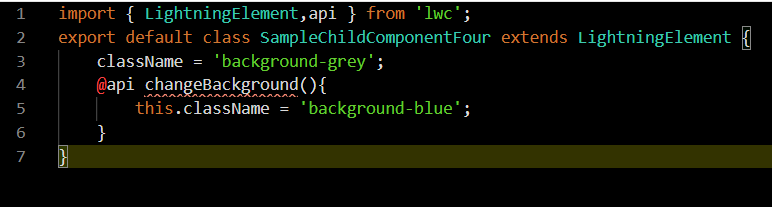 1 import { LightningElement,api } from 'lwc';
2 export default class SampleChildComponentFour extends LightningElement {
3 className = 'background-grey';
4 @api changeBackground(){
5 this.className = 'background-blue';
6 }
7 }